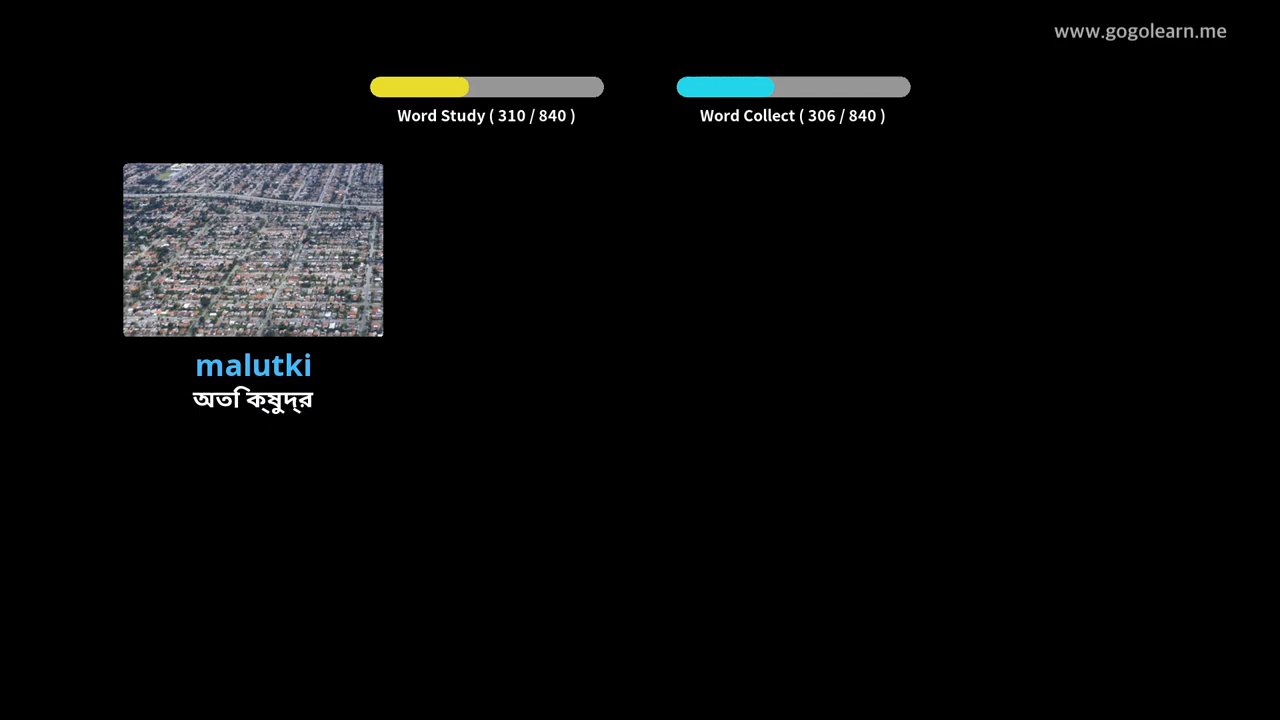 www.gogolearn.me
Word Study ( 310 / 840 )
Word Collect ( 306 / 840 )
malutki
অতি ক্ষুদ্র